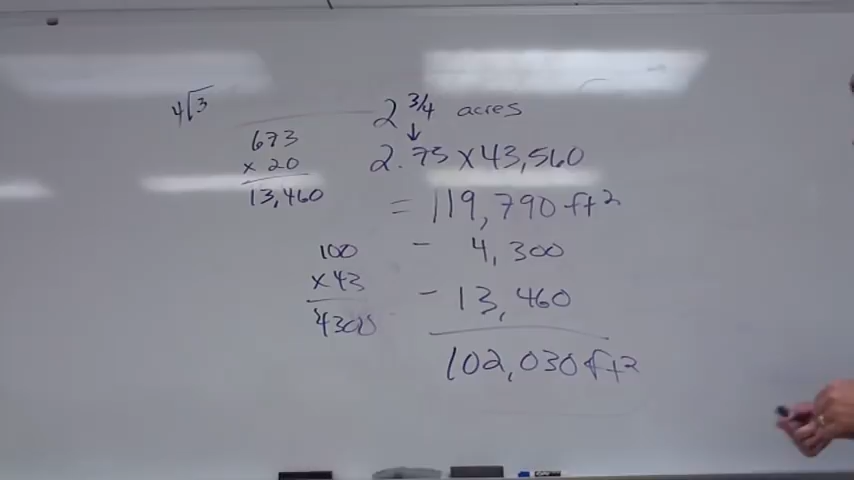 4√3
2 3/4 acres
673
x 20
13,460
2.75 x 43,560
= 119,790 ft²
- 4,300
- 13,460
102,030 ft²
100
x 43
4300